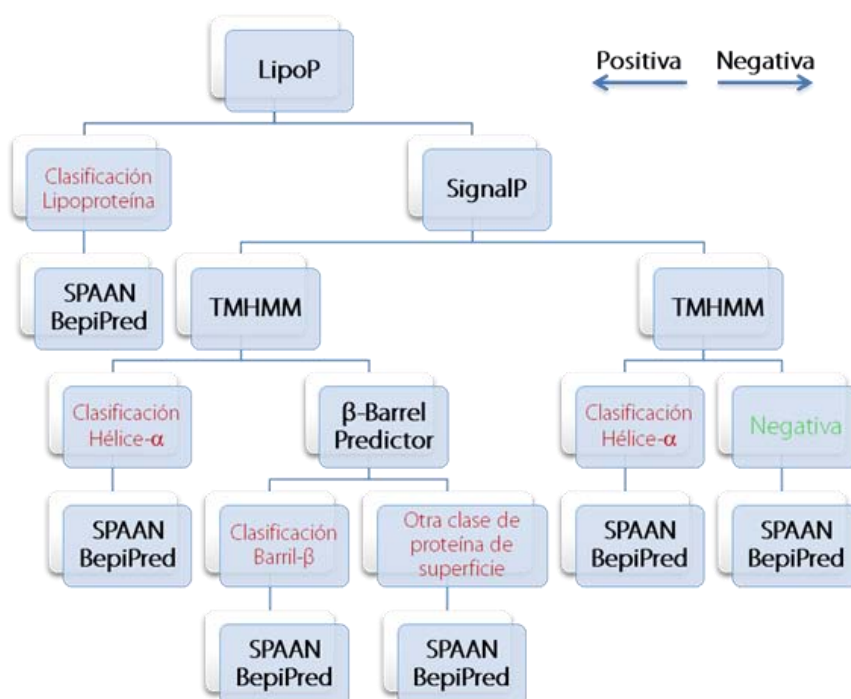 LipoP
Positiva
Negativa
Clasificación
Lipoproteína
SignalP
SPAAN
BepiPred
TMHMM
TMHMM
Clasificación
Hélice-α
β-Barrel
Predictor
Clasificación
Hélice-α
Negativa
SPAAN
BepiPred
Clasificación
Barril-β
Otra clase de
proteína de
superficie
SPAAN
BepiPred
SPAAN
BepiPred
SPAAN
BepiPred
SPAAN
BepiPred